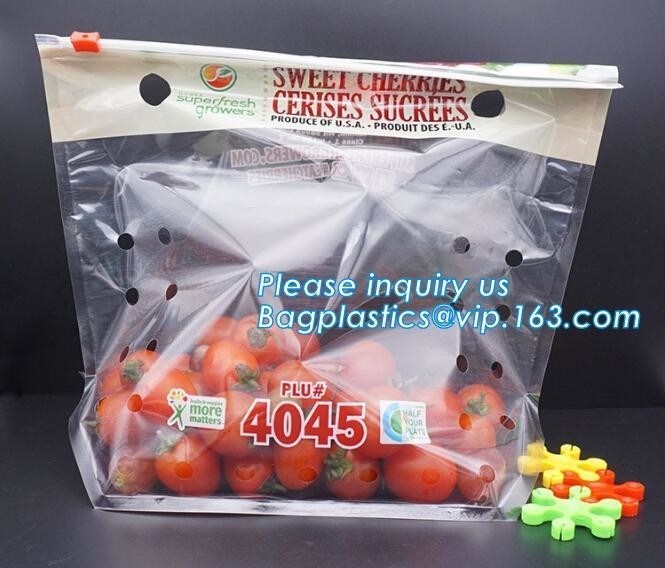 SWEET CHERRIES
superfresh
growers
CERISES SUCRÉES
PRODUCE OF U.S.A. • PRODUIT DES É.-U.A.
Please inquiry us
Bagplastics@vip.163.com
PLU#
4045
more
matters
HALF
YOUR
PLATE